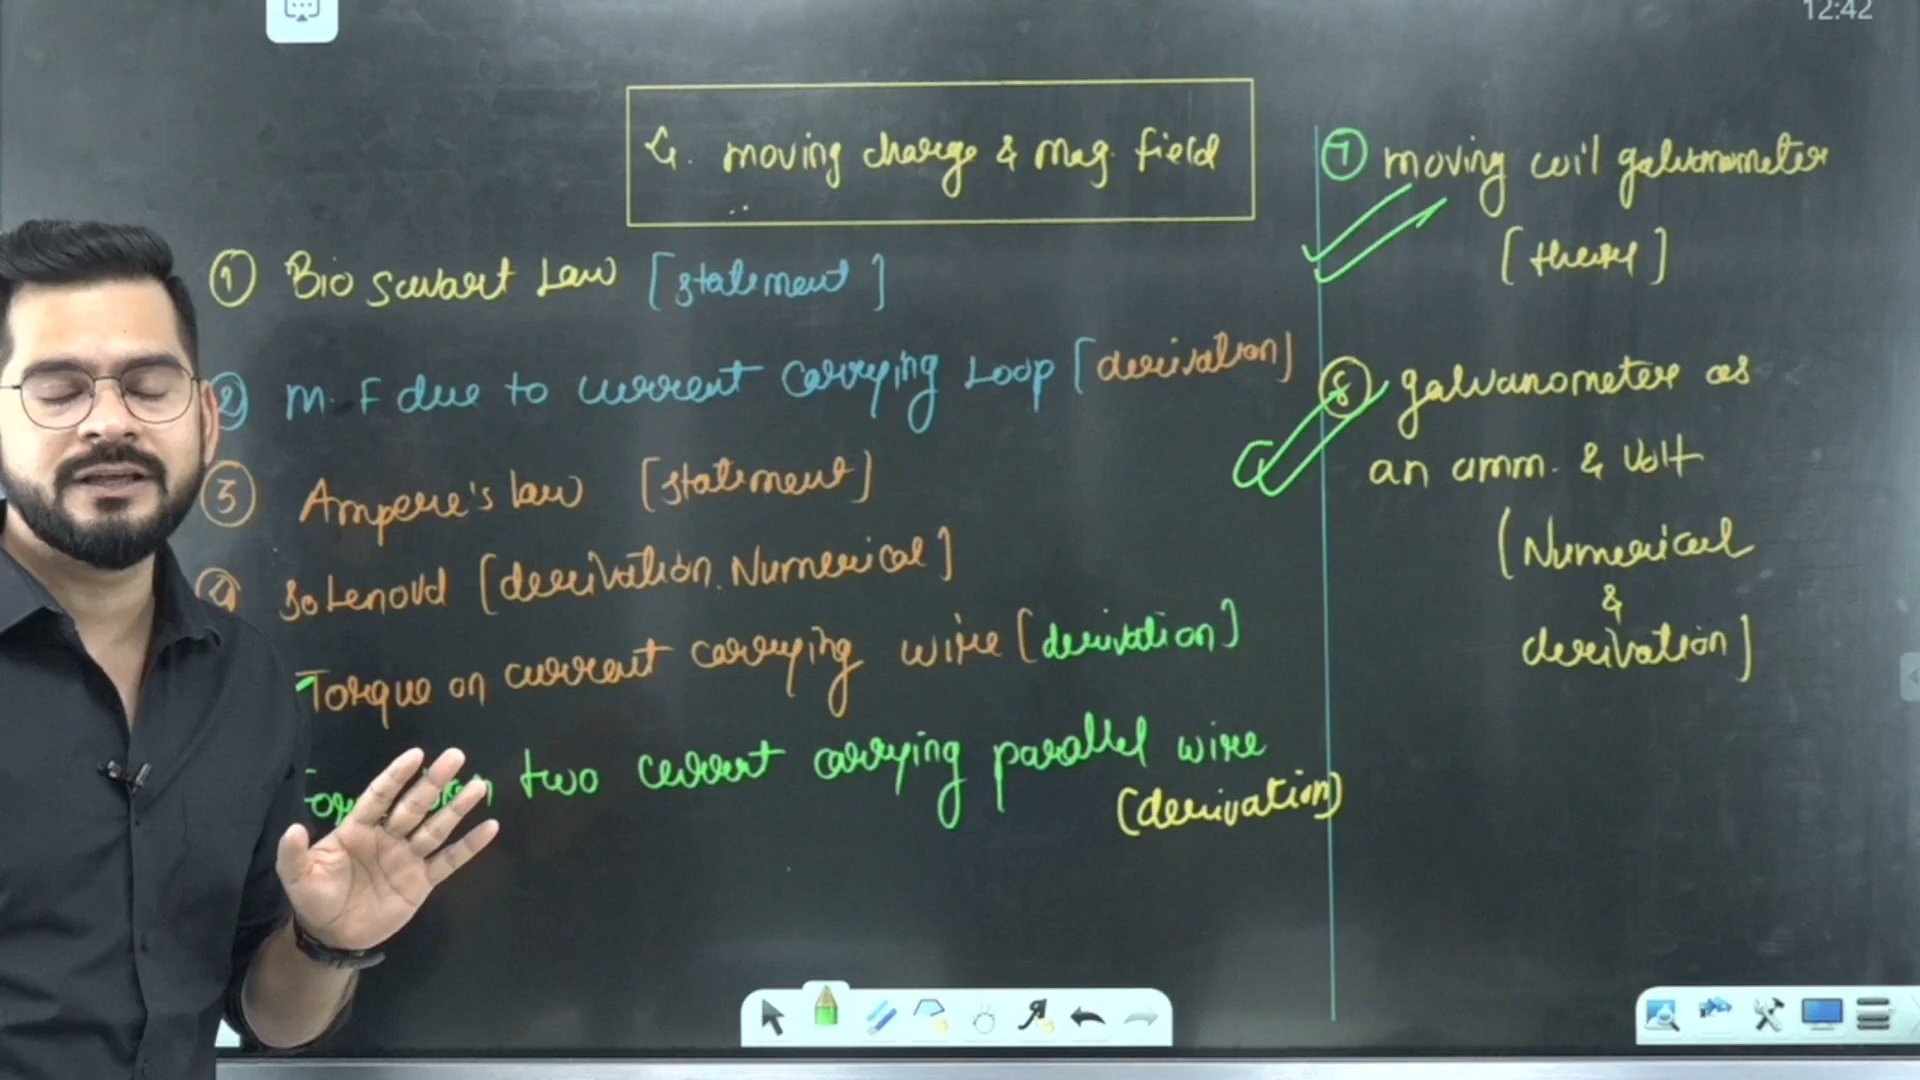 12:42
4. moving charge & mag. field
① Bio Savart Law [statement]
② M.F due to current carrying Loop [derivation]
③ Ampere's law [statement]
④ Solenoid [derivation. Numerical]
Torque on current carrying wire [derivation]
two current carrying parallel wire
(derivation)
⑦ moving coil galvanometer
[theory]
⑧ galvanometer as
an amm. & Volt
(Numerical
&
derivation]